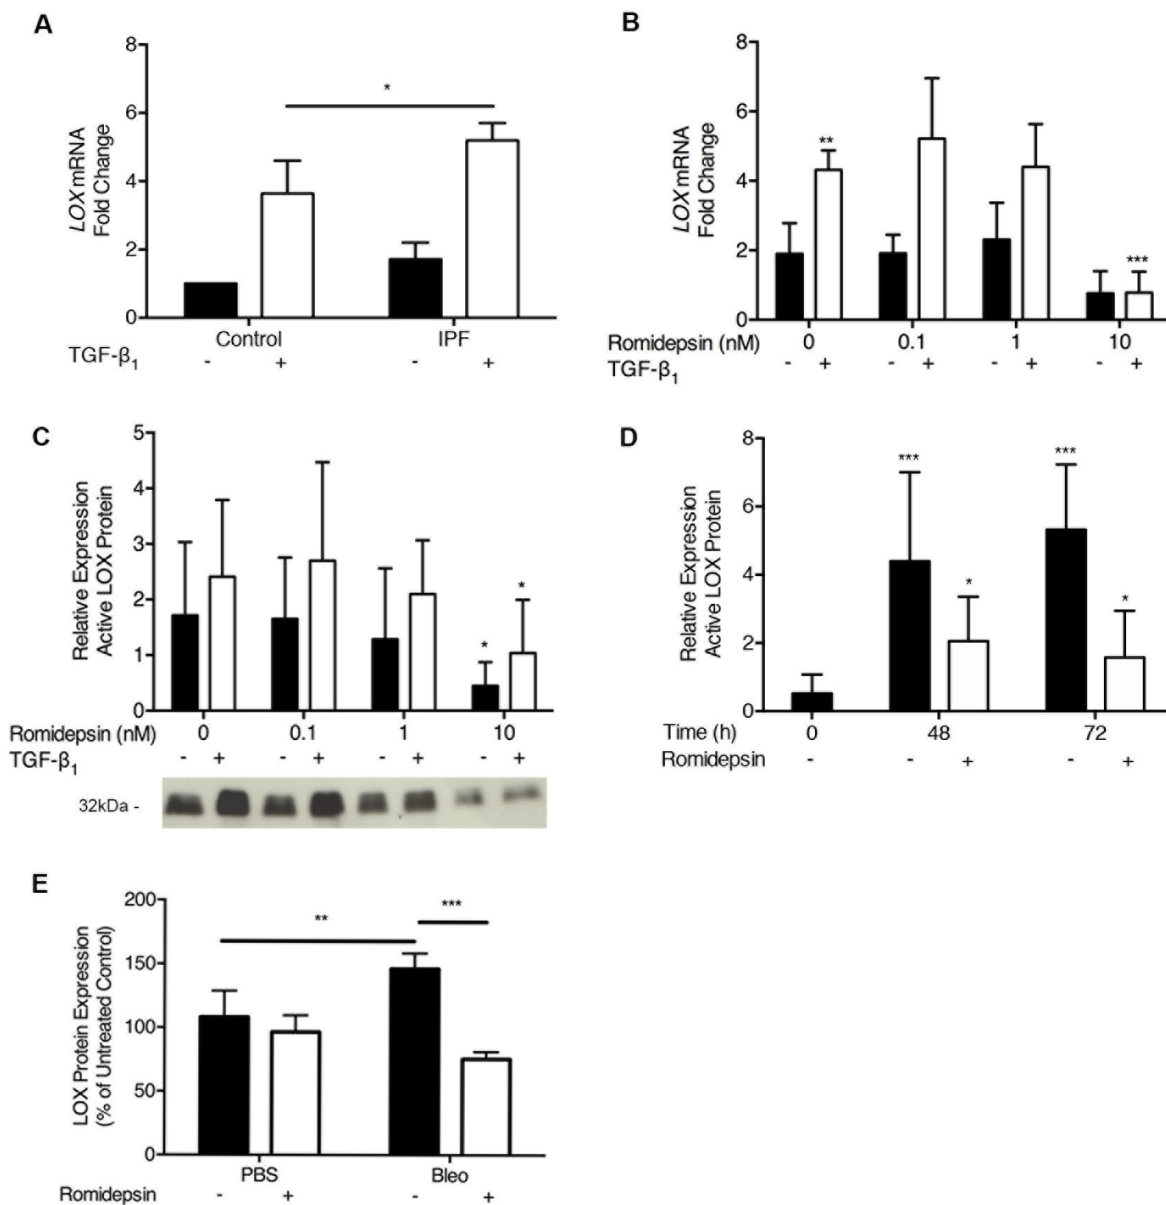 A
8
6
4
2
0
LOX mRNA
Fold Change
*
Control IPF
TGF-β1 - + - +
B
8
6
4
2
0
LOX mRNA
Fold Change
**
***
Romidepsin (nM) 0 0.1 1 10
TGF-β1 - + - + - + - +
C
5
4
3
2
1
0
Relative Expression
Active LOX Protein
*
*
Romidepsin (nM) 0 0.1 1 10
TGF-β1 - + - + - + - +
32kDa -
D
8
6
4
2
0
Relative Expression
Active LOX Protein
*** ***
* *
Time (h) 0 48 72
Romidepsin - - + - +
E
200
150
100
50
0
LOX Protein Expression
(% of Untreated Control)
** ***
PBS Bleo
Romidepsin - + - +